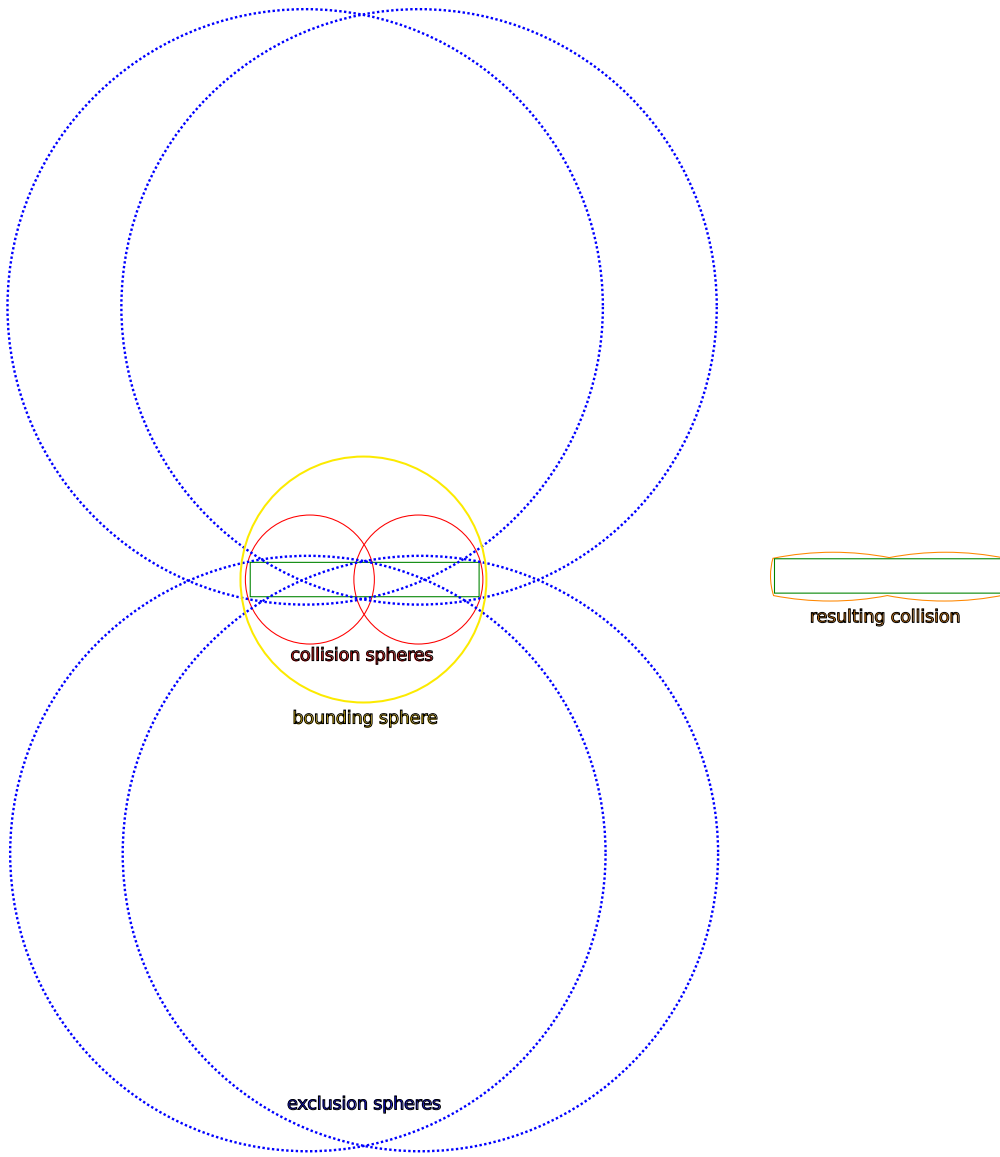 resulting collision
collision spheres
bounding sphere
exclusion spheres